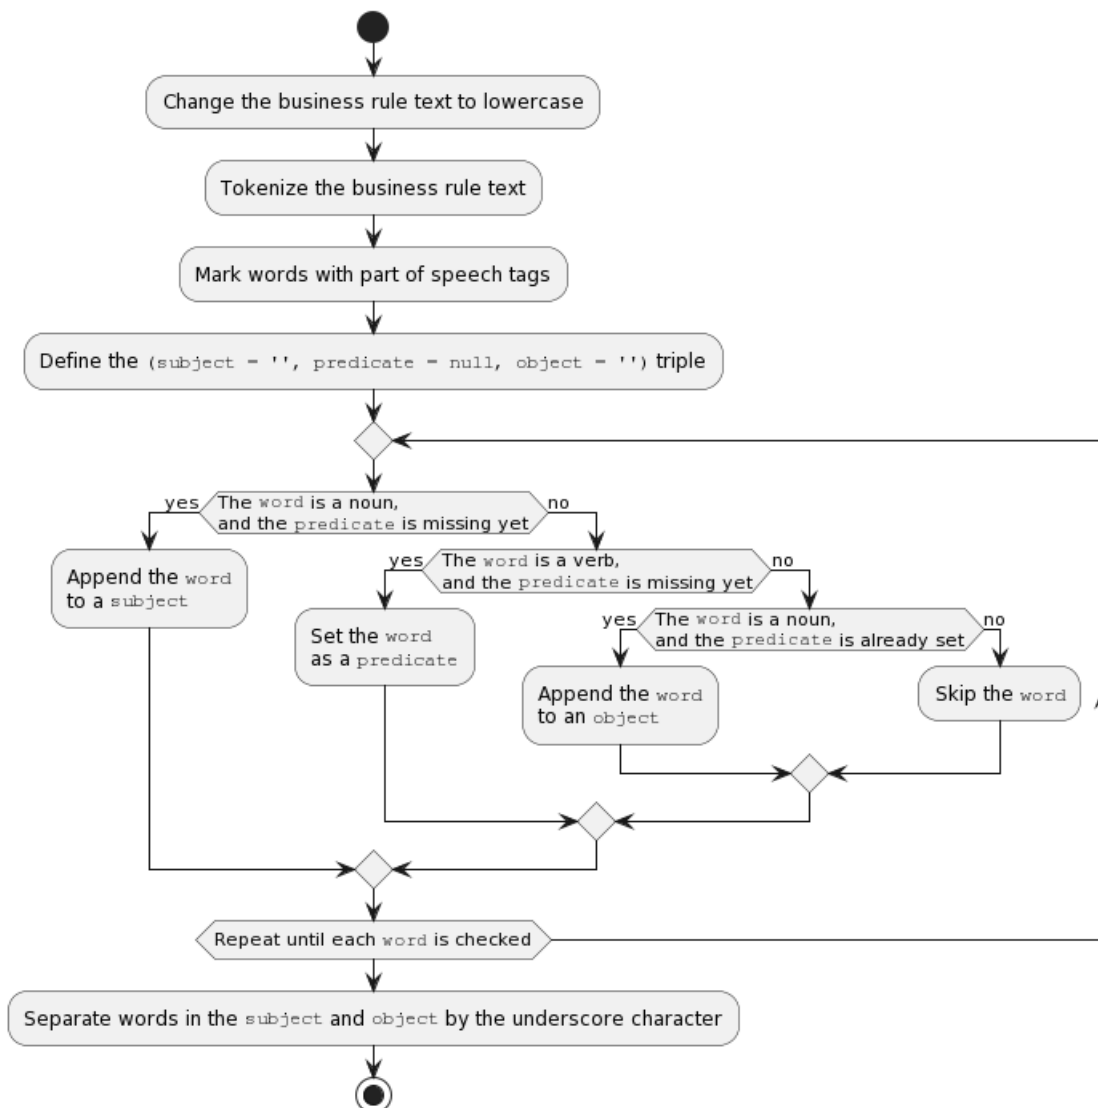 Change the business rule text to lowercase
Tokenize the business rule text
Mark words with part of speech tags
Define the (subject = '', predicate = null, object = '') triple
yes
The word is a noun,
and the predicate is missing yet
no
Append the word
to a subject
yes
The word is a verb,
and the predicate is missing yet
no
Set the word
as a predicate
yes
The word is a noun,
and the predicate is already set
no
Append the word
to an object
Skip the word
Repeat until each word is checked
Separate words in the subject and object by the underscore character